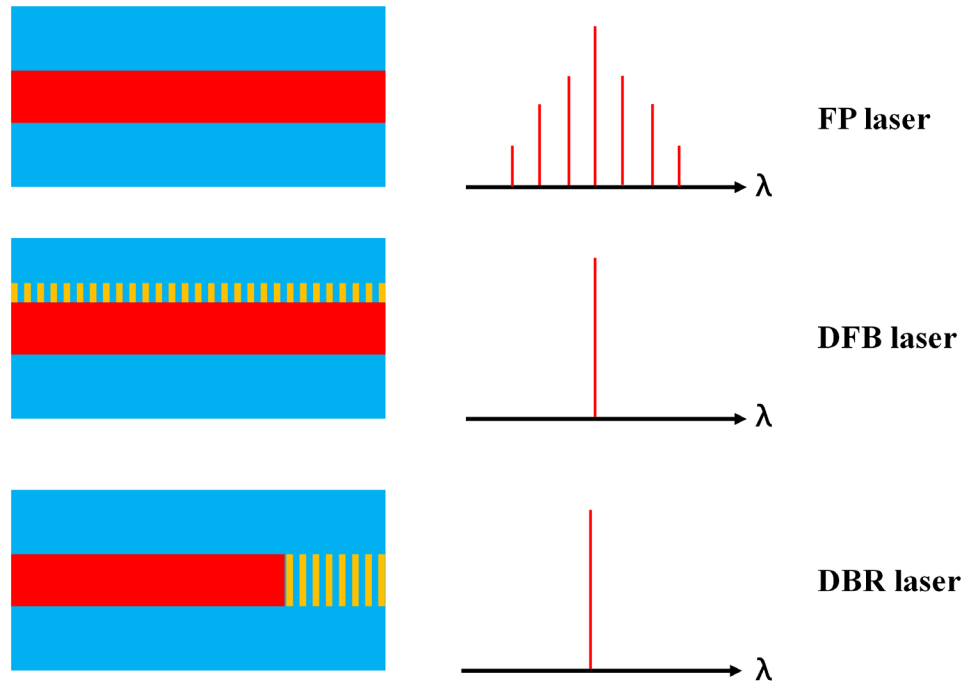 λ
FP laser
λ
DFB laser
λ
DBR laser